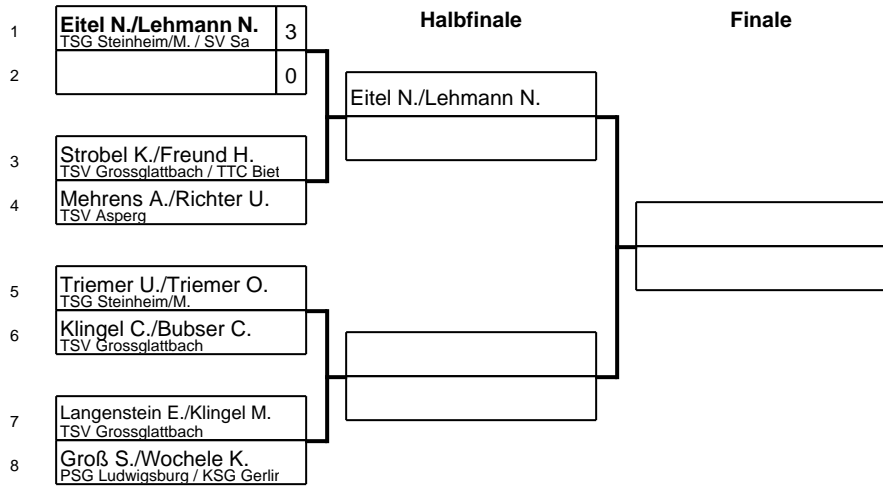 Halbfinale
Finale
1
Eitel N./Lehmann N.
3
TSG Steinheim/M. / SV Sa
2
0
Eitel N./Lehmann N.
3
Strobel K./Freund H.
TSV Grossglattbach / TTC Biet
4
Mehrens A./Richter U.
TSV Asperg
5
Triemer U./Triemer O.
TSG Steinheim/M.
6
Klingel C./Bubser C.
TSV Grossglattbach
7
Langenstein E./Klingel M.
TSV Grossglattbach
8
Groß S./Wochele K.
PSG Ludwigsburg / KSG Gerlin